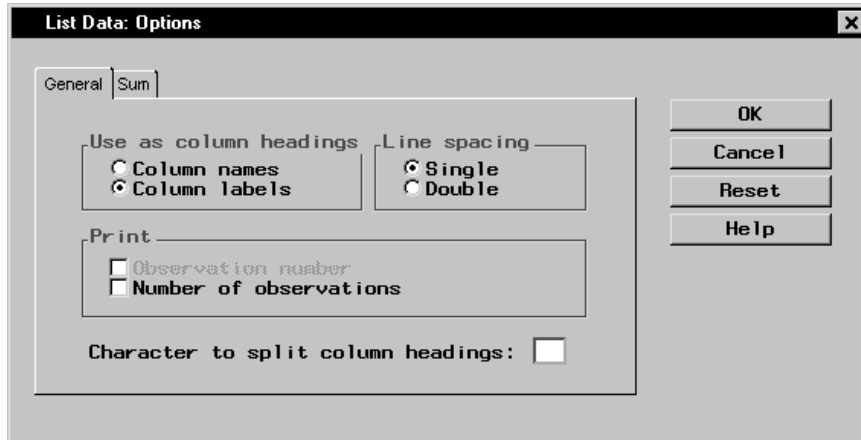 List Data: Options
General Sum
Use as column headings
Column names
Column labels
Line spacing
Single
Double
Print
Observation number
Number of observations
Character to split column headings:
OK
Cancel
Reset
Help